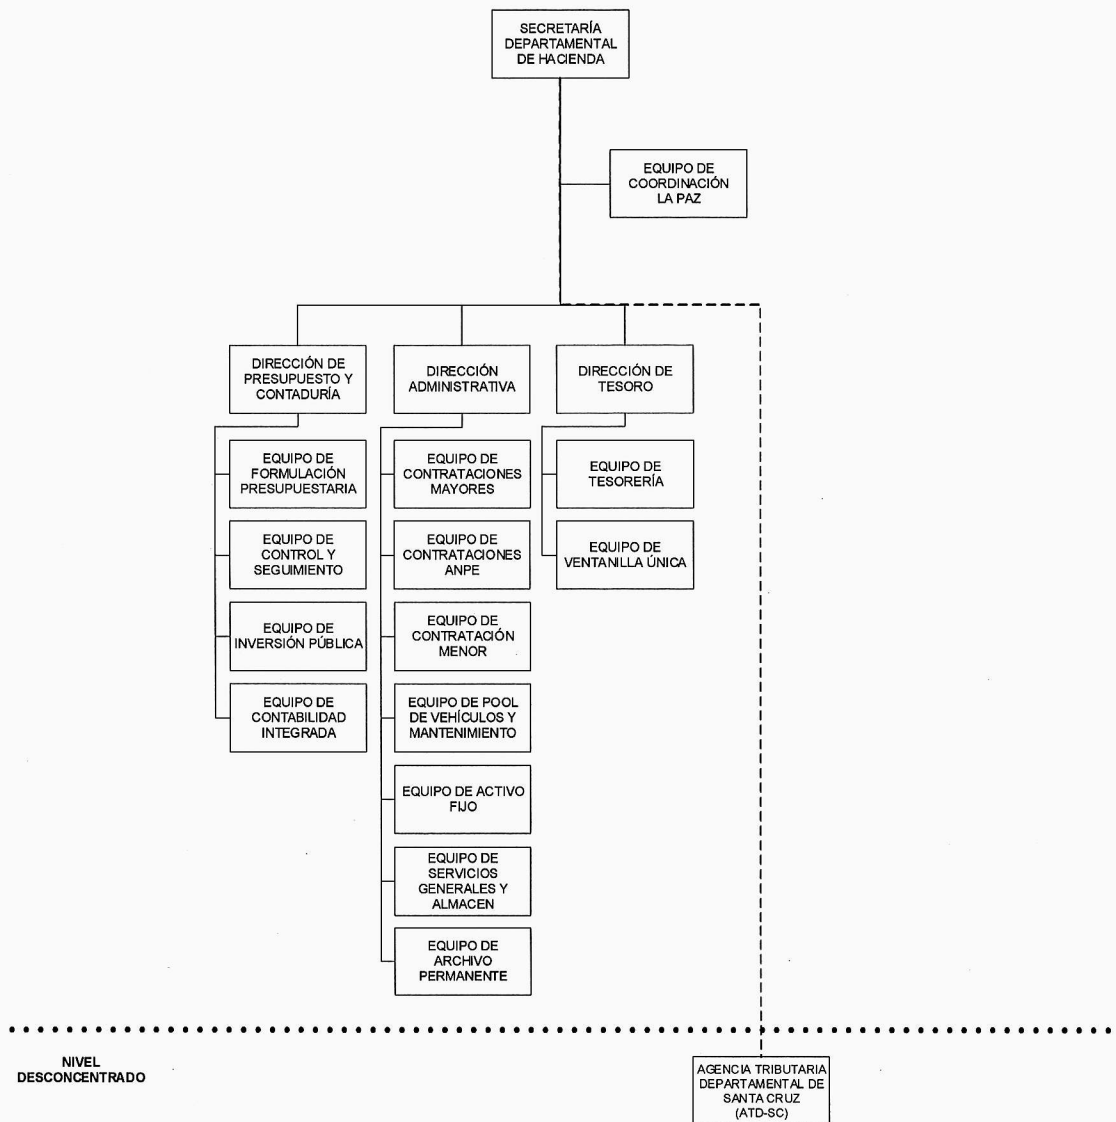 SECRETARÍA
DEPARTAMENTAL
DE HACIENDA
EQUIPO DE
COORDINACIÓN
LA PAZ
DIRECCIÓN DE
PRESUPUESTO Y
CONTADURÍA
DIRECCIÓN
ADMINISTRATIVA
DIRECCIÓN DE
TESORO
EQUIPO DE
FORMULACIÓN
PRESUPUESTARIA
EQUIPO DE
CONTROL Y
SEGUIMIENTO
EQUIPO DE
INVERSIÓN PÚBLICA
EQUIPO DE
CONTABILIDAD
INTEGRADA
EQUIPO DE
CONTRATACIONES
MAYORES
EQUIPO DE
CONTRATACIONES
ANPE
EQUIPO DE
CONTRATACIÓN
MENOR
EQUIPO DE POOL
DE VEHÍCULOS Y
MANTENIMIENTO
EQUIPO DE ACTIVO
FIJO
EQUIPO DE
SERVICIOS
GENERALES Y
ALMACEN
EQUIPO DE
ARCHIVO
PERMANENTE
EQUIPO DE
TESORERÍA
EQUIPO DE
VENTANILLA ÚNICA
NIVEL
DESCONCENTRADO
AGENCIA TRIBUTARIA
DEPARTAMENTAL DE
SANTA CRUZ
(ATD-SC)